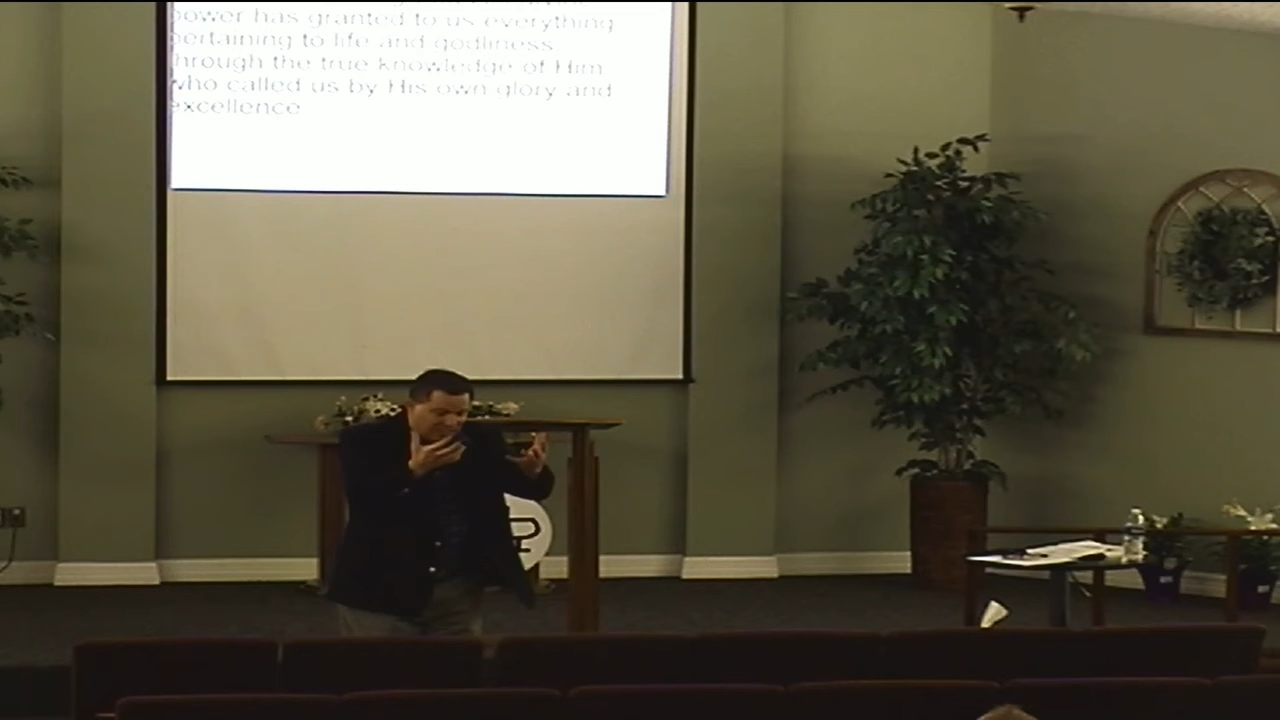 power has granted to us everything
pertaining to life and godliness
through the true knowledge of Him
who called us by His own glory and
excellence